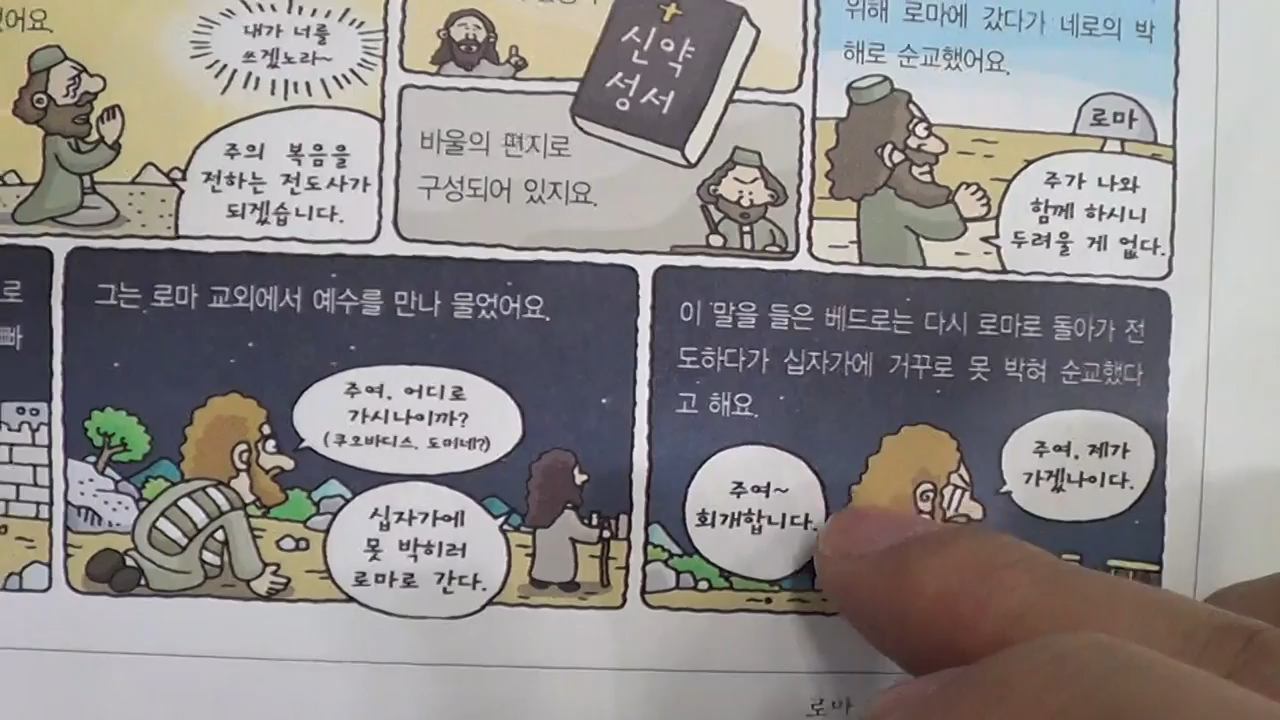 했어요.
내가 너를
쓰겠노라~
주의 복음을
전하는 전도사가
되겠습니다.
신약
성서
바울의 편지로
구성되어 있지요.
위해 로마에 갔다가 네로의 박
해로 순교했어요.
로마
주가 나와
함께 하시니
두려울 게 없다.
로
빠
그는 로마 교외에서 예수를 만나 물었어요.
주여, 어디로
가시나이까?
(쿠오바디스, 도미네?)
십자가에
못 박히러
로마로 간다.
이 말을 들은 베드로는 다시 로마로 돌아가 전
도하다가 십자가에 거꾸로 못 박혀 순교했다
고 해요.
주여~
회개합니다.
주여, 제가
가겠나이다.
로마